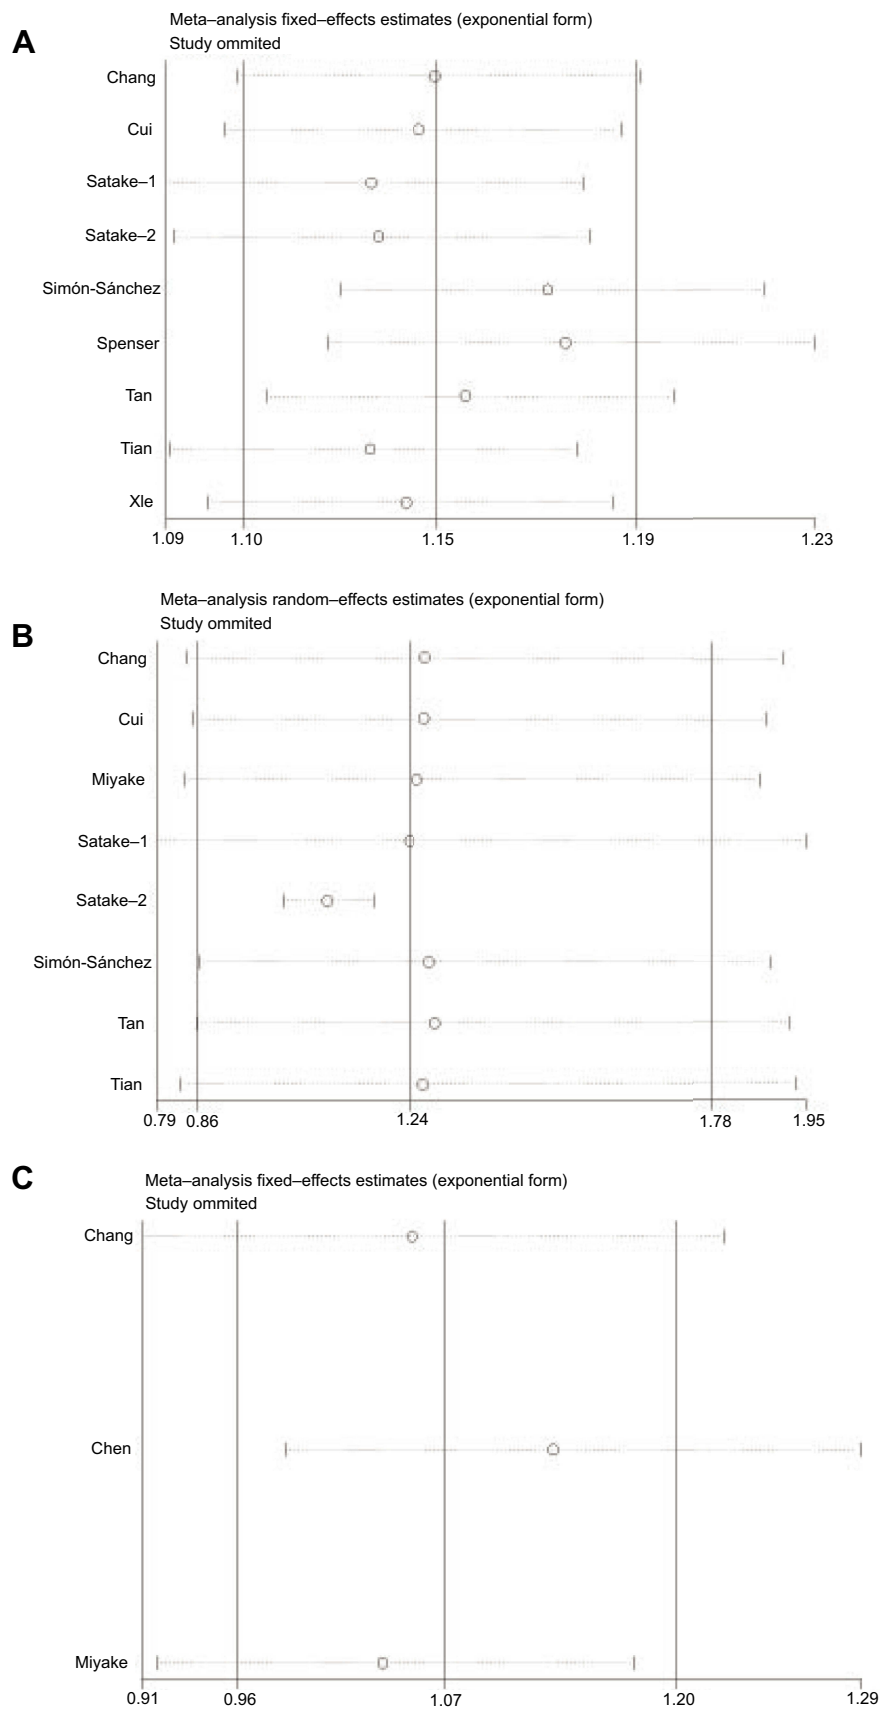 A
Meta–analysis fixed–effects estimates (exponential form)
Study ommited
Chang
Cui
Satake–1
Satake–2
Simón-Sánchez
Spenser
Tan
Tian
Xle
1.09 1.10 1.15 1.19 1.23
B
Meta–analysis random–effects estimates (exponential form)
Study ommited
Chang
Cui
Miyake
Satake–1
Satake–2
Simón-Sánchez
Tan
Tian
0.79 0.86 1.24 1.78 1.95
C
Meta–analysis fixed–effects estimates (exponential form)
Study ommited
Chang
Chen
Miyake
0.91 0.96 1.07 1.20 1.29